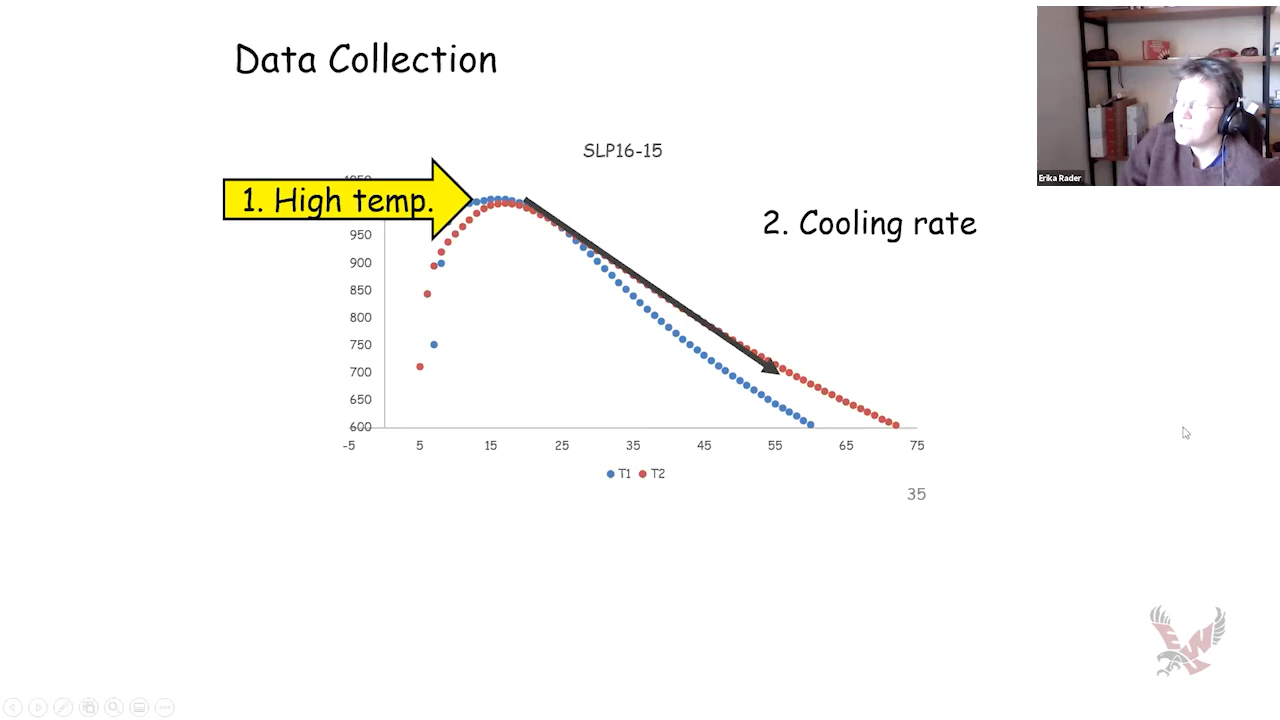 Data Collection
Erika Rader
SLP16-15
1050
1. High temp.
2. Cooling rate
950
900
850
800
750
700
650
600
-5 5 15 25 35 45 55 65 75
T1 T2
35
EW